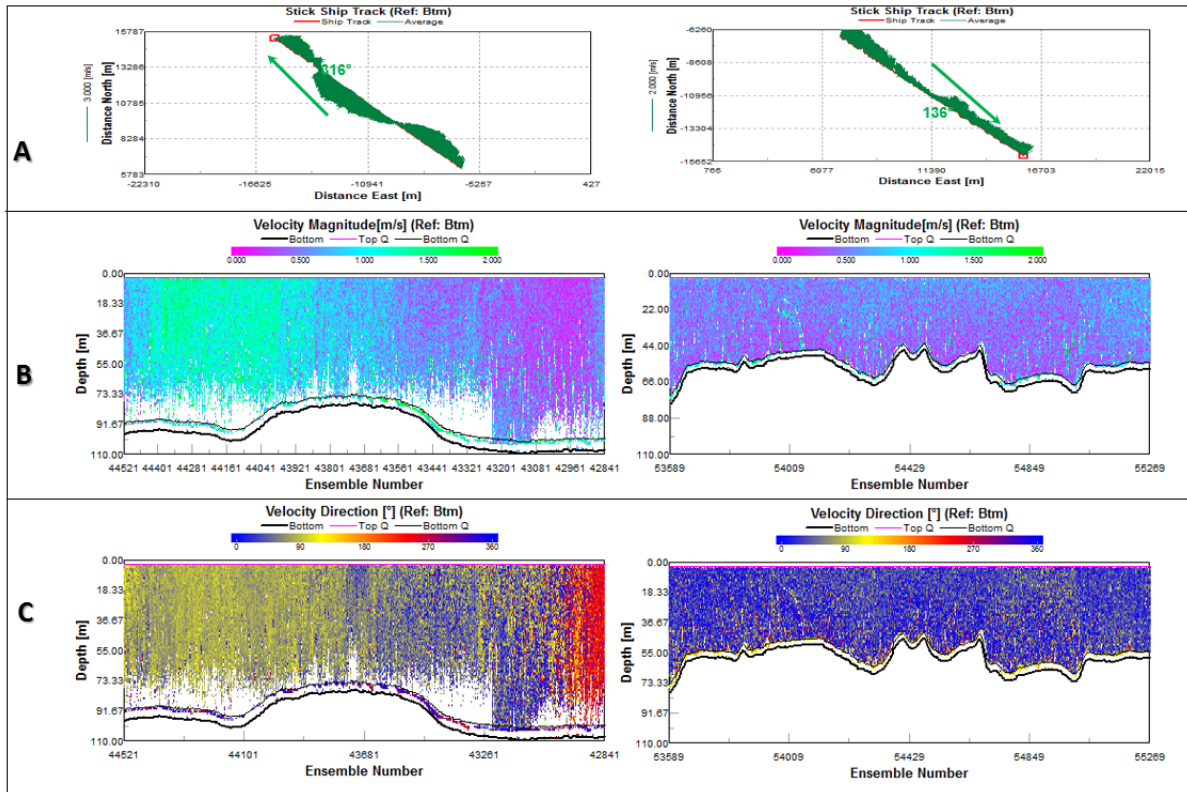 A
Stick Ship Track (Ref: Btm)
Ship Track Average
3.000 [m/s]
Distance North [m]
15787
13286
10785
8284
5783
316°
-22310 -16625 -10941 -5257 427
Distance East [m]
Stick Ship Track (Ref: Btm)
Ship Track Average
2.000 [m/s]
Distance North [m]
-6260
-8608
-10956
-13304
-15652
136°
765 6077 11390 16703 22015
Distance East [m]
B
Velocity Magnitude[m/s] (Ref: Btm)
Bottom Top Q Bottom Q
0.000 0.500 1.000 1.500 2.000
Depth [m]
0.00
18.33
36.67
55.00
73.33
91.67
110.00
44521 44401 44281 44161 44041 43921 43801 43681 43561 43441 43321 43201 43081 42961 42841
Ensemble Number
Velocity Magnitude[m/s] (Ref: Btm)
Bottom Top Q Bottom Q
0.000 0.500 1.000 1.500 2.000
Depth [m]
0.00
22.00
44.00
66.00
88.00
110.00
53589 54009 54429 54849 55269
Ensemble Number
C
Velocity Direction [°] (Ref: Btm)
Bottom Top Q Bottom Q
0 90 180 270 360
Depth [m]
0.00
18.33
36.67
55.00
73.33
91.67
110.00
44521 44101 43681 43261 42841
Ensemble Number
Velocity Direction [°] (Ref: Btm)
Bottom Top Q Bottom Q
0 90 180 270 360
Depth [m]
0.00
18.33
36.67
55.00
73.33
91.67
110.00
53589 54009 54429 54849 55269
Ensemble Number